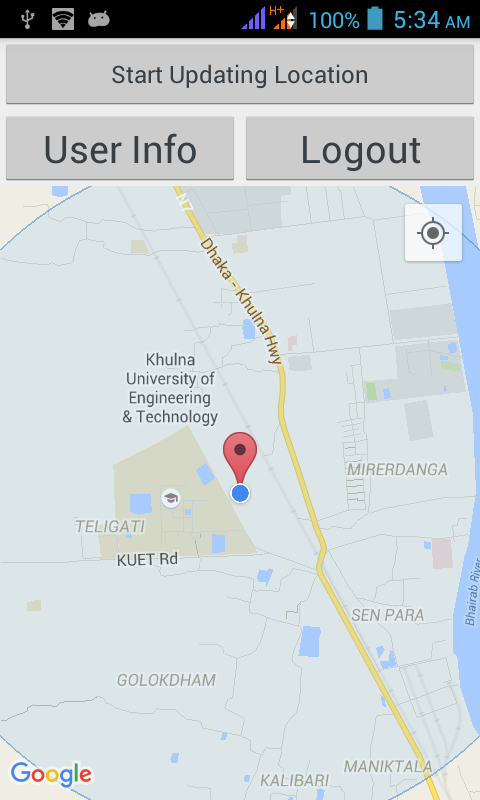 H+ 100% 5:34 AM
Start Updating Location
User Info Logout
N7
Dhaka - Khulna Hwy
Khulna
University of
Engineering
& Technology
MIRERDANGA
TELIGATI
KUET Rd
Bhairab River
SEN PARA
GOLOKDHAM
MANIKTALA
Google
KALIBARI